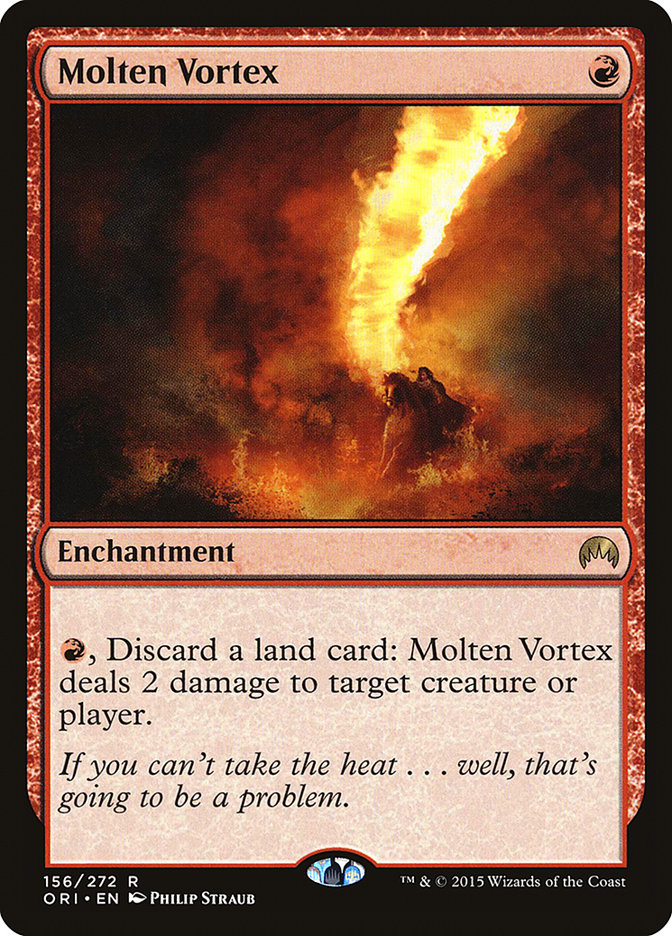 Molten Vortex
Enchantment
, Discard a land card: Molten Vortex
deals 2 damage to target creature or
player.
If you can't take the heat . . . well, that's
going to be a problem.
156/272 R
ORI • EN Philip Straub
™ & © 2015 Wizards of the Coast